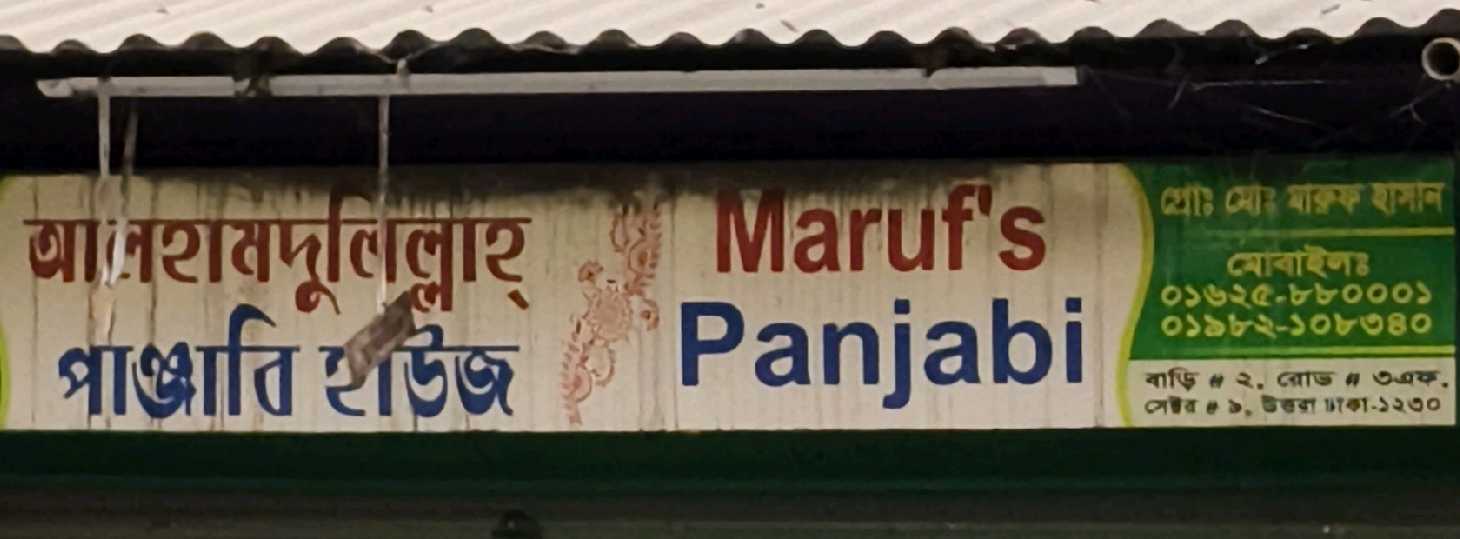 আলহামদুলিল্লাহ্
পাঞ্জাবি হাউজ
Maruf's
Panjabi
প্রোঃ মোঃ মারুফ হাসান
মোবাইলঃ
০১৬২৫-৮৮০০০১
০১৯৮২-১০৮৩৪০
বাড়ি # ২, রোড # ৩এফ,
সেক্টর # ৯, উত্তরা ঢাকা-১২৩০